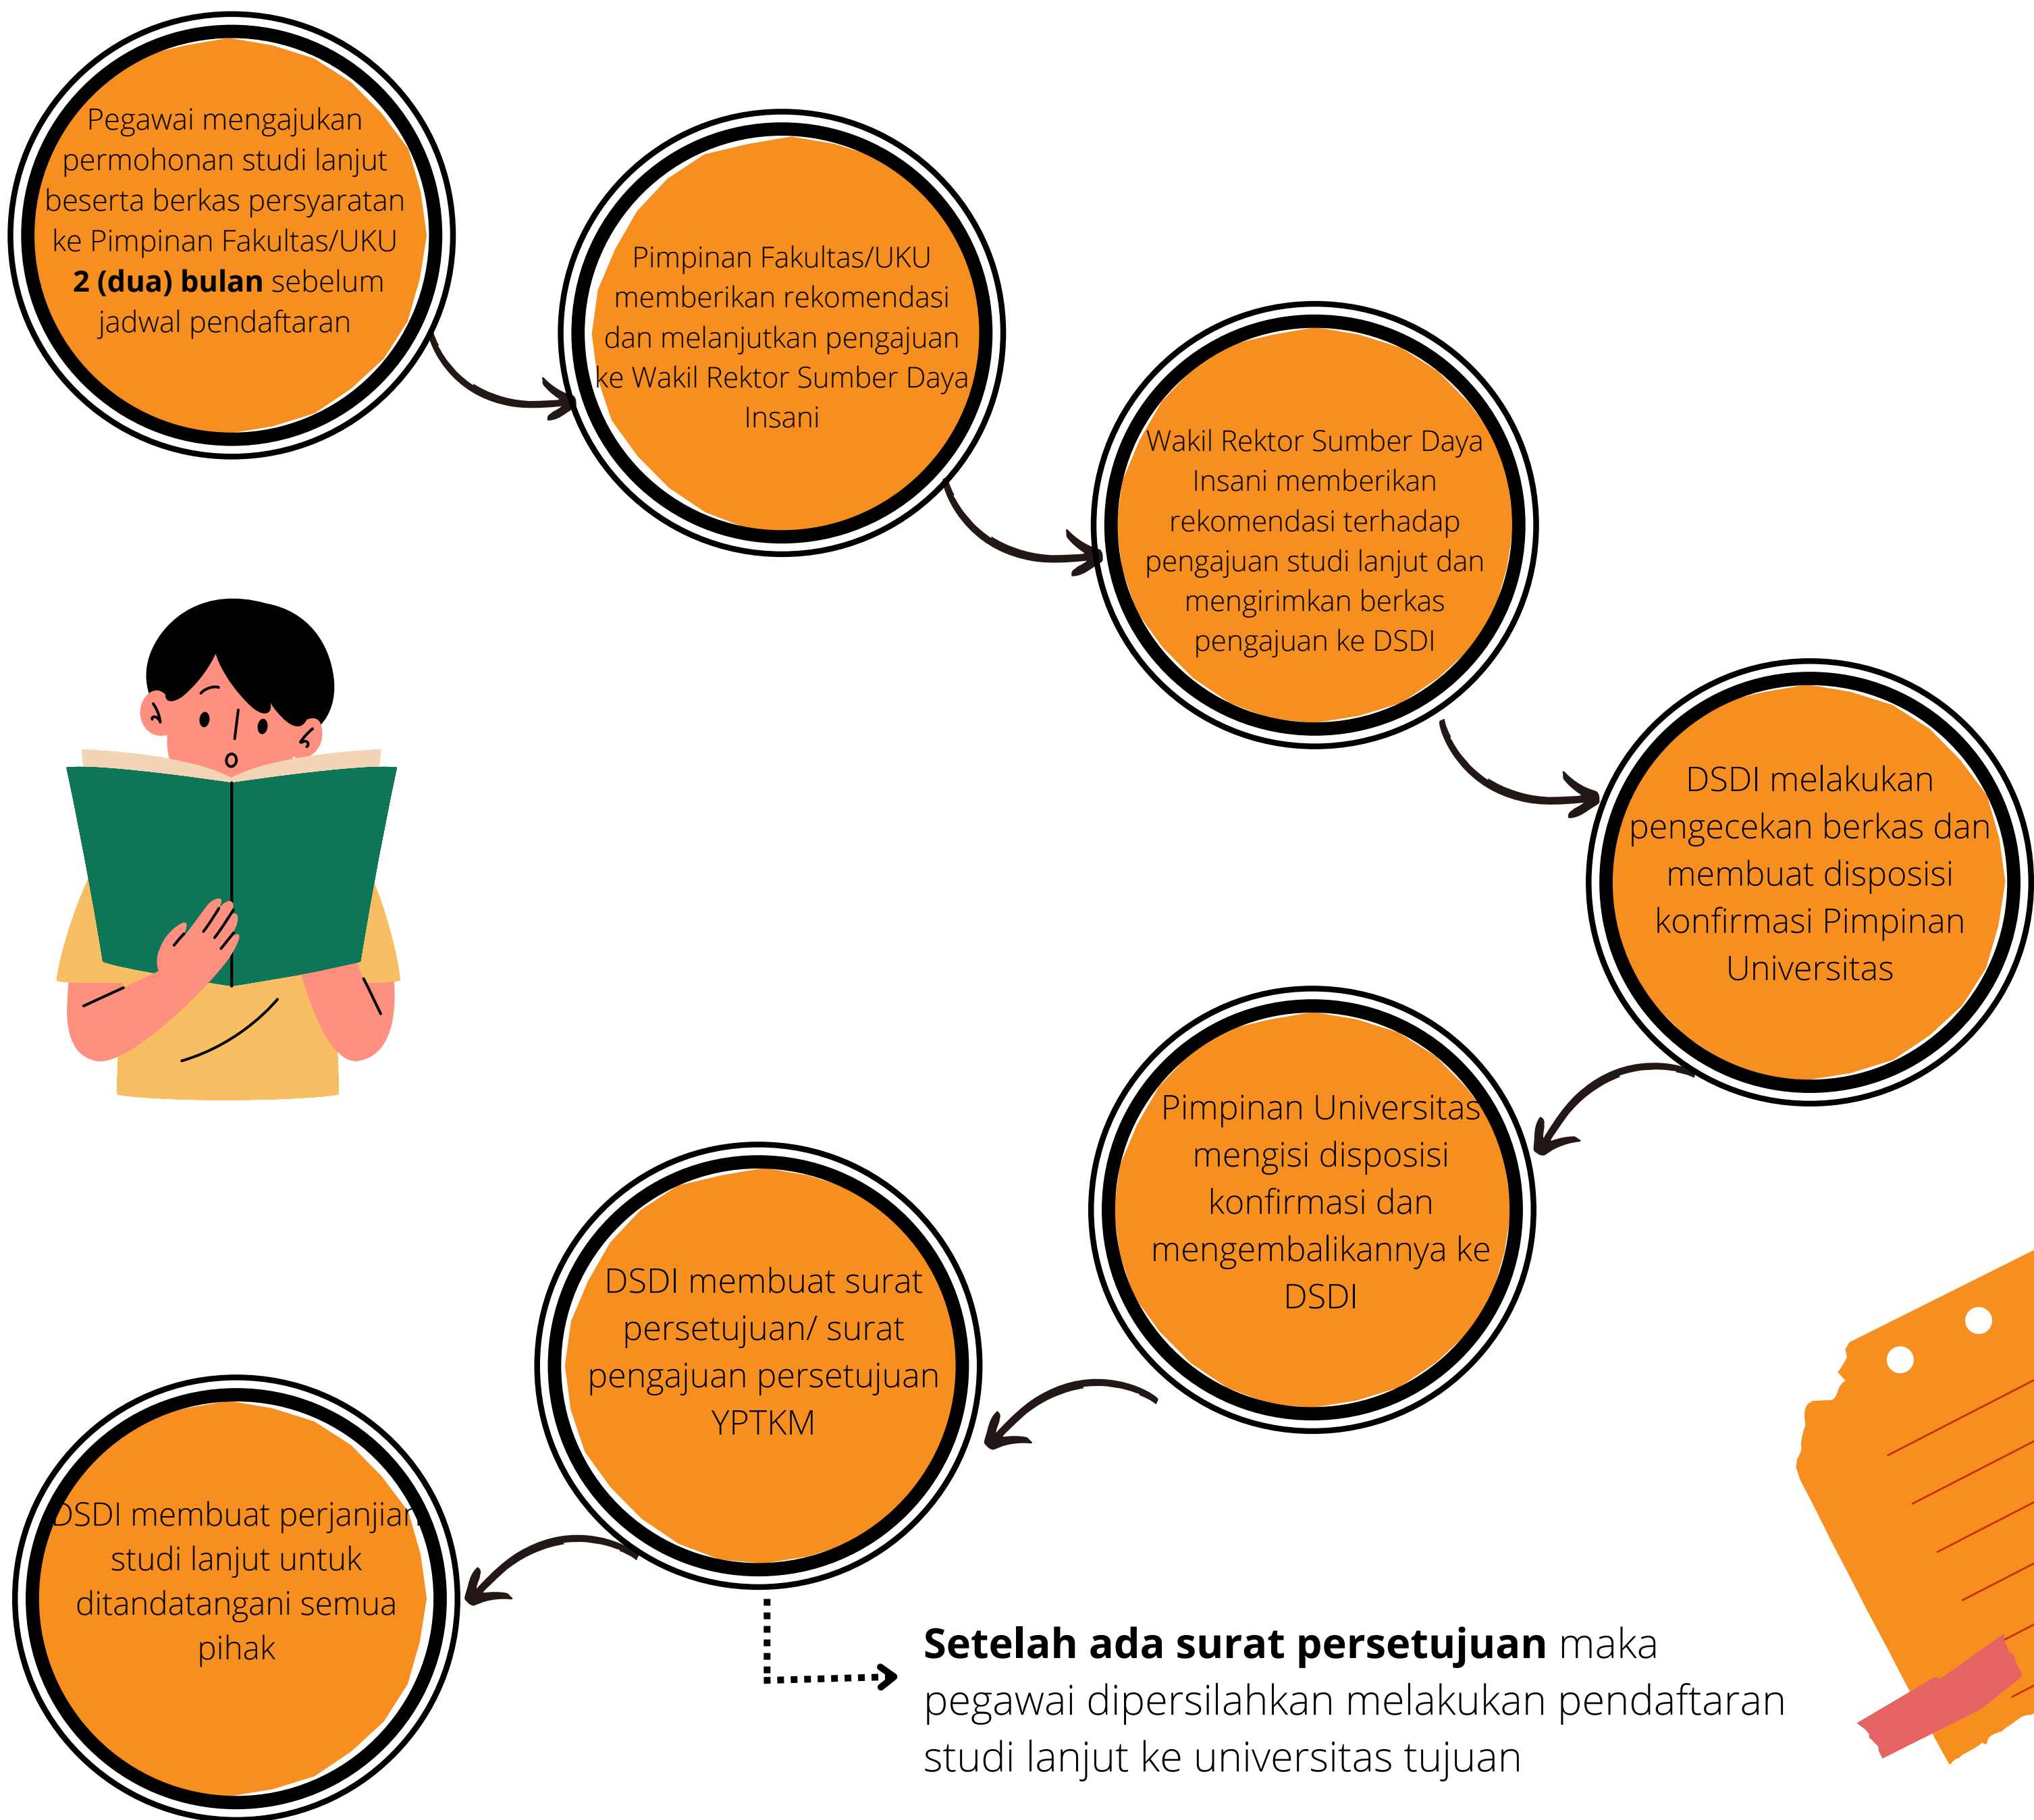 Pegawai mengajukan
permohonan studi lanjut
beserta berkas persyaratan
ke Pimpinan Fakultas/UKU
2 (dua) bulan sebelum
jadwal pendaftaran
Pimpinan Fakultas/UKU
memberikan rekomendasi
dan melanjutkan pengajuan
ke Wakil Rektor Sumber Daya
Insani
Wakil Rektor Sumber Daya
Insani memberikan
rekomendasi terhadap
pengajuan studi lanjut dan
mengirimkan berkas
pengajuan ke DSDI
DSDI melakukan
pengecekan berkas dan
membuat disposisi
konfirmasi Pimpinan
Universitas
Pimpinan Universitas
mengisi disposisi
konfirmasi dan
mengembalikannya ke
DSDI
DSDI membuat surat
persetujuan/ surat
pengajuan persetujuan
YPTKM
DSDI membuat perjanjian
studi lanjut untuk
ditandatangani semua
pihak
Setelah ada surat persetujuan maka
pegawai dipersilahkan melakukan pendaftaran
studi lanjut ke universitas tujuan